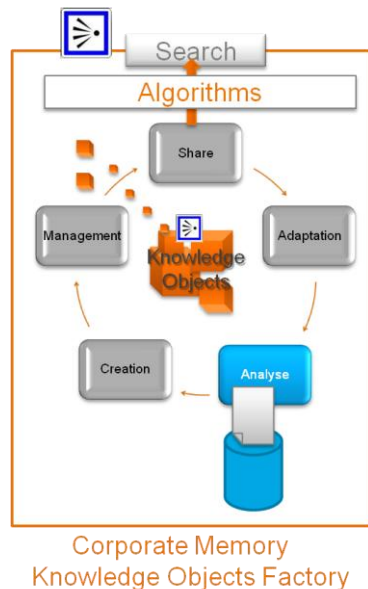 Search
Algorithms
Share
Management
Adaptation
Knowledge
Objects
Creation
Analyse
Corporate Memory
Knowledge Objects Factory